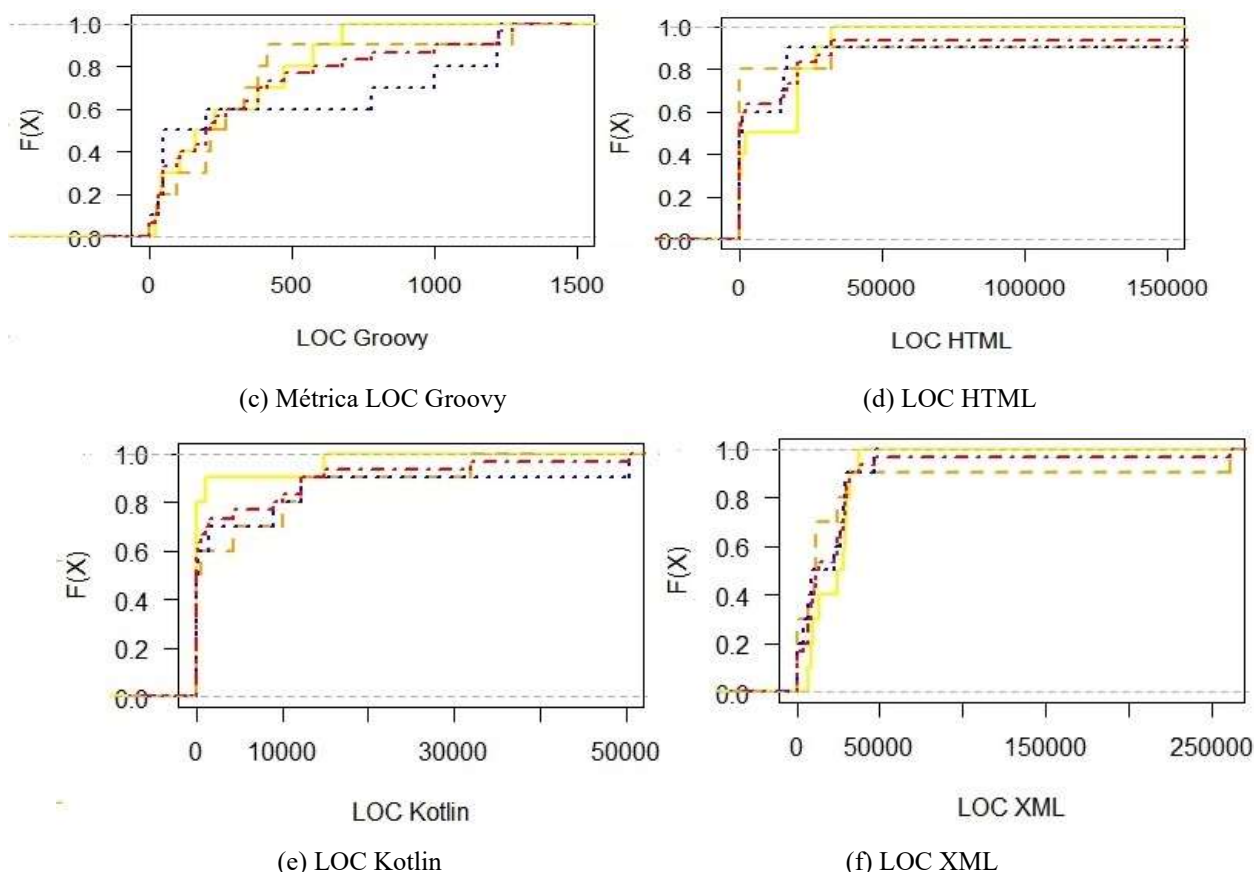 F(X)
1.0
0.8
0.6
0.4
0.2
0.0
0 500 1000 1500
LOC Groovy
(c) Métrica LOC Groovy
F(X)
1.0
0.8
0.6
0.4
0.2
0.0
0 50000 100000 150000
LOC HTML
(d) LOC HTML
F(X)
1.0
0.8
0.6
0.4
0.2
0.0
0 10000 30000 50000
LOC Kotlin
(e) LOC Kotlin
F(X)
1.0
0.8
0.6
0.4
0.2
0.0
0 50000 150000 250000
LOC XML
(f) LOC XML